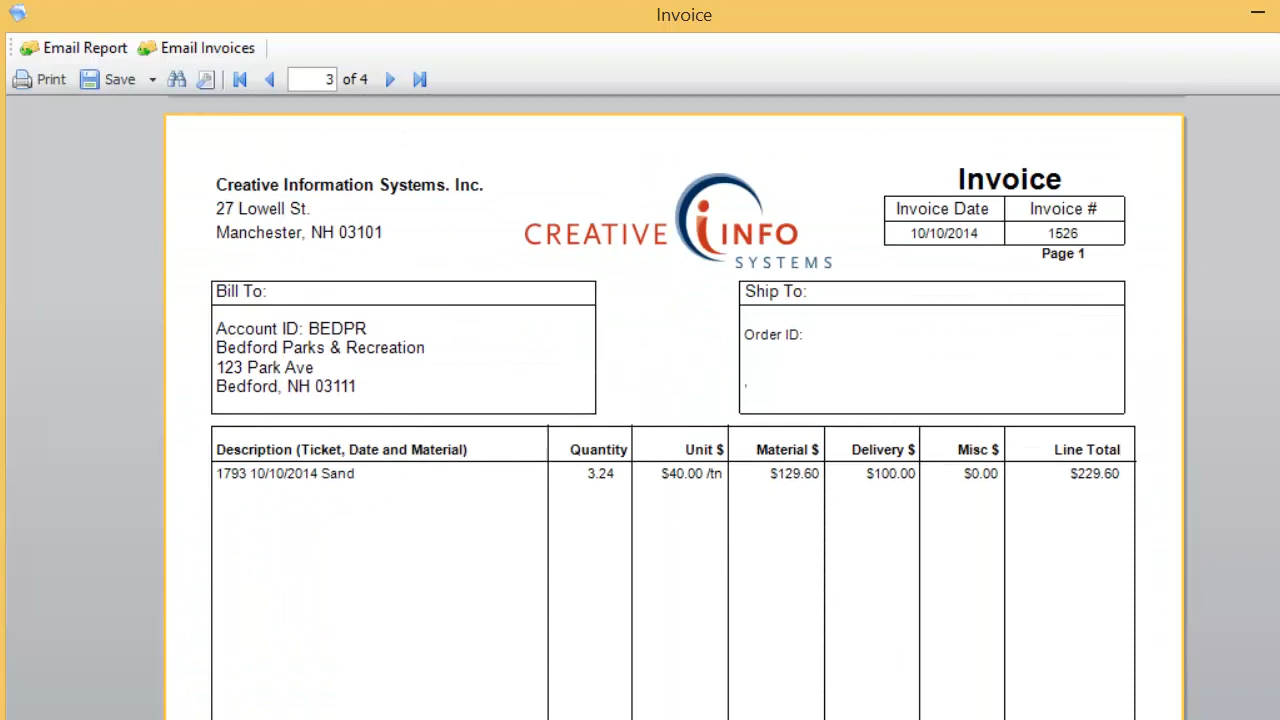 Invoice
Email Report Email Invoices
Print Save 3 of 4
Creative Information Systems. Inc.
27 Lowell St.
Manchester, NH 03101
CREATIVE INFO
SYSTEMS
Invoice
Invoice Date Invoice #
10/10/2014 1526
Page 1
Bill To:
Account ID: BEDPR
Bedford Parks & Recreation
123 Park Ave
Bedford, NH 03111
Ship To:
Order ID:
,
Description (Ticket, Date and Material) Quantity Unit $ Material $ Delivery $ Misc $ Line Total
1793 10/10/2014 Sand 3.24 $40.00 /tn $129.60 $100.00 $0.00 $229.60